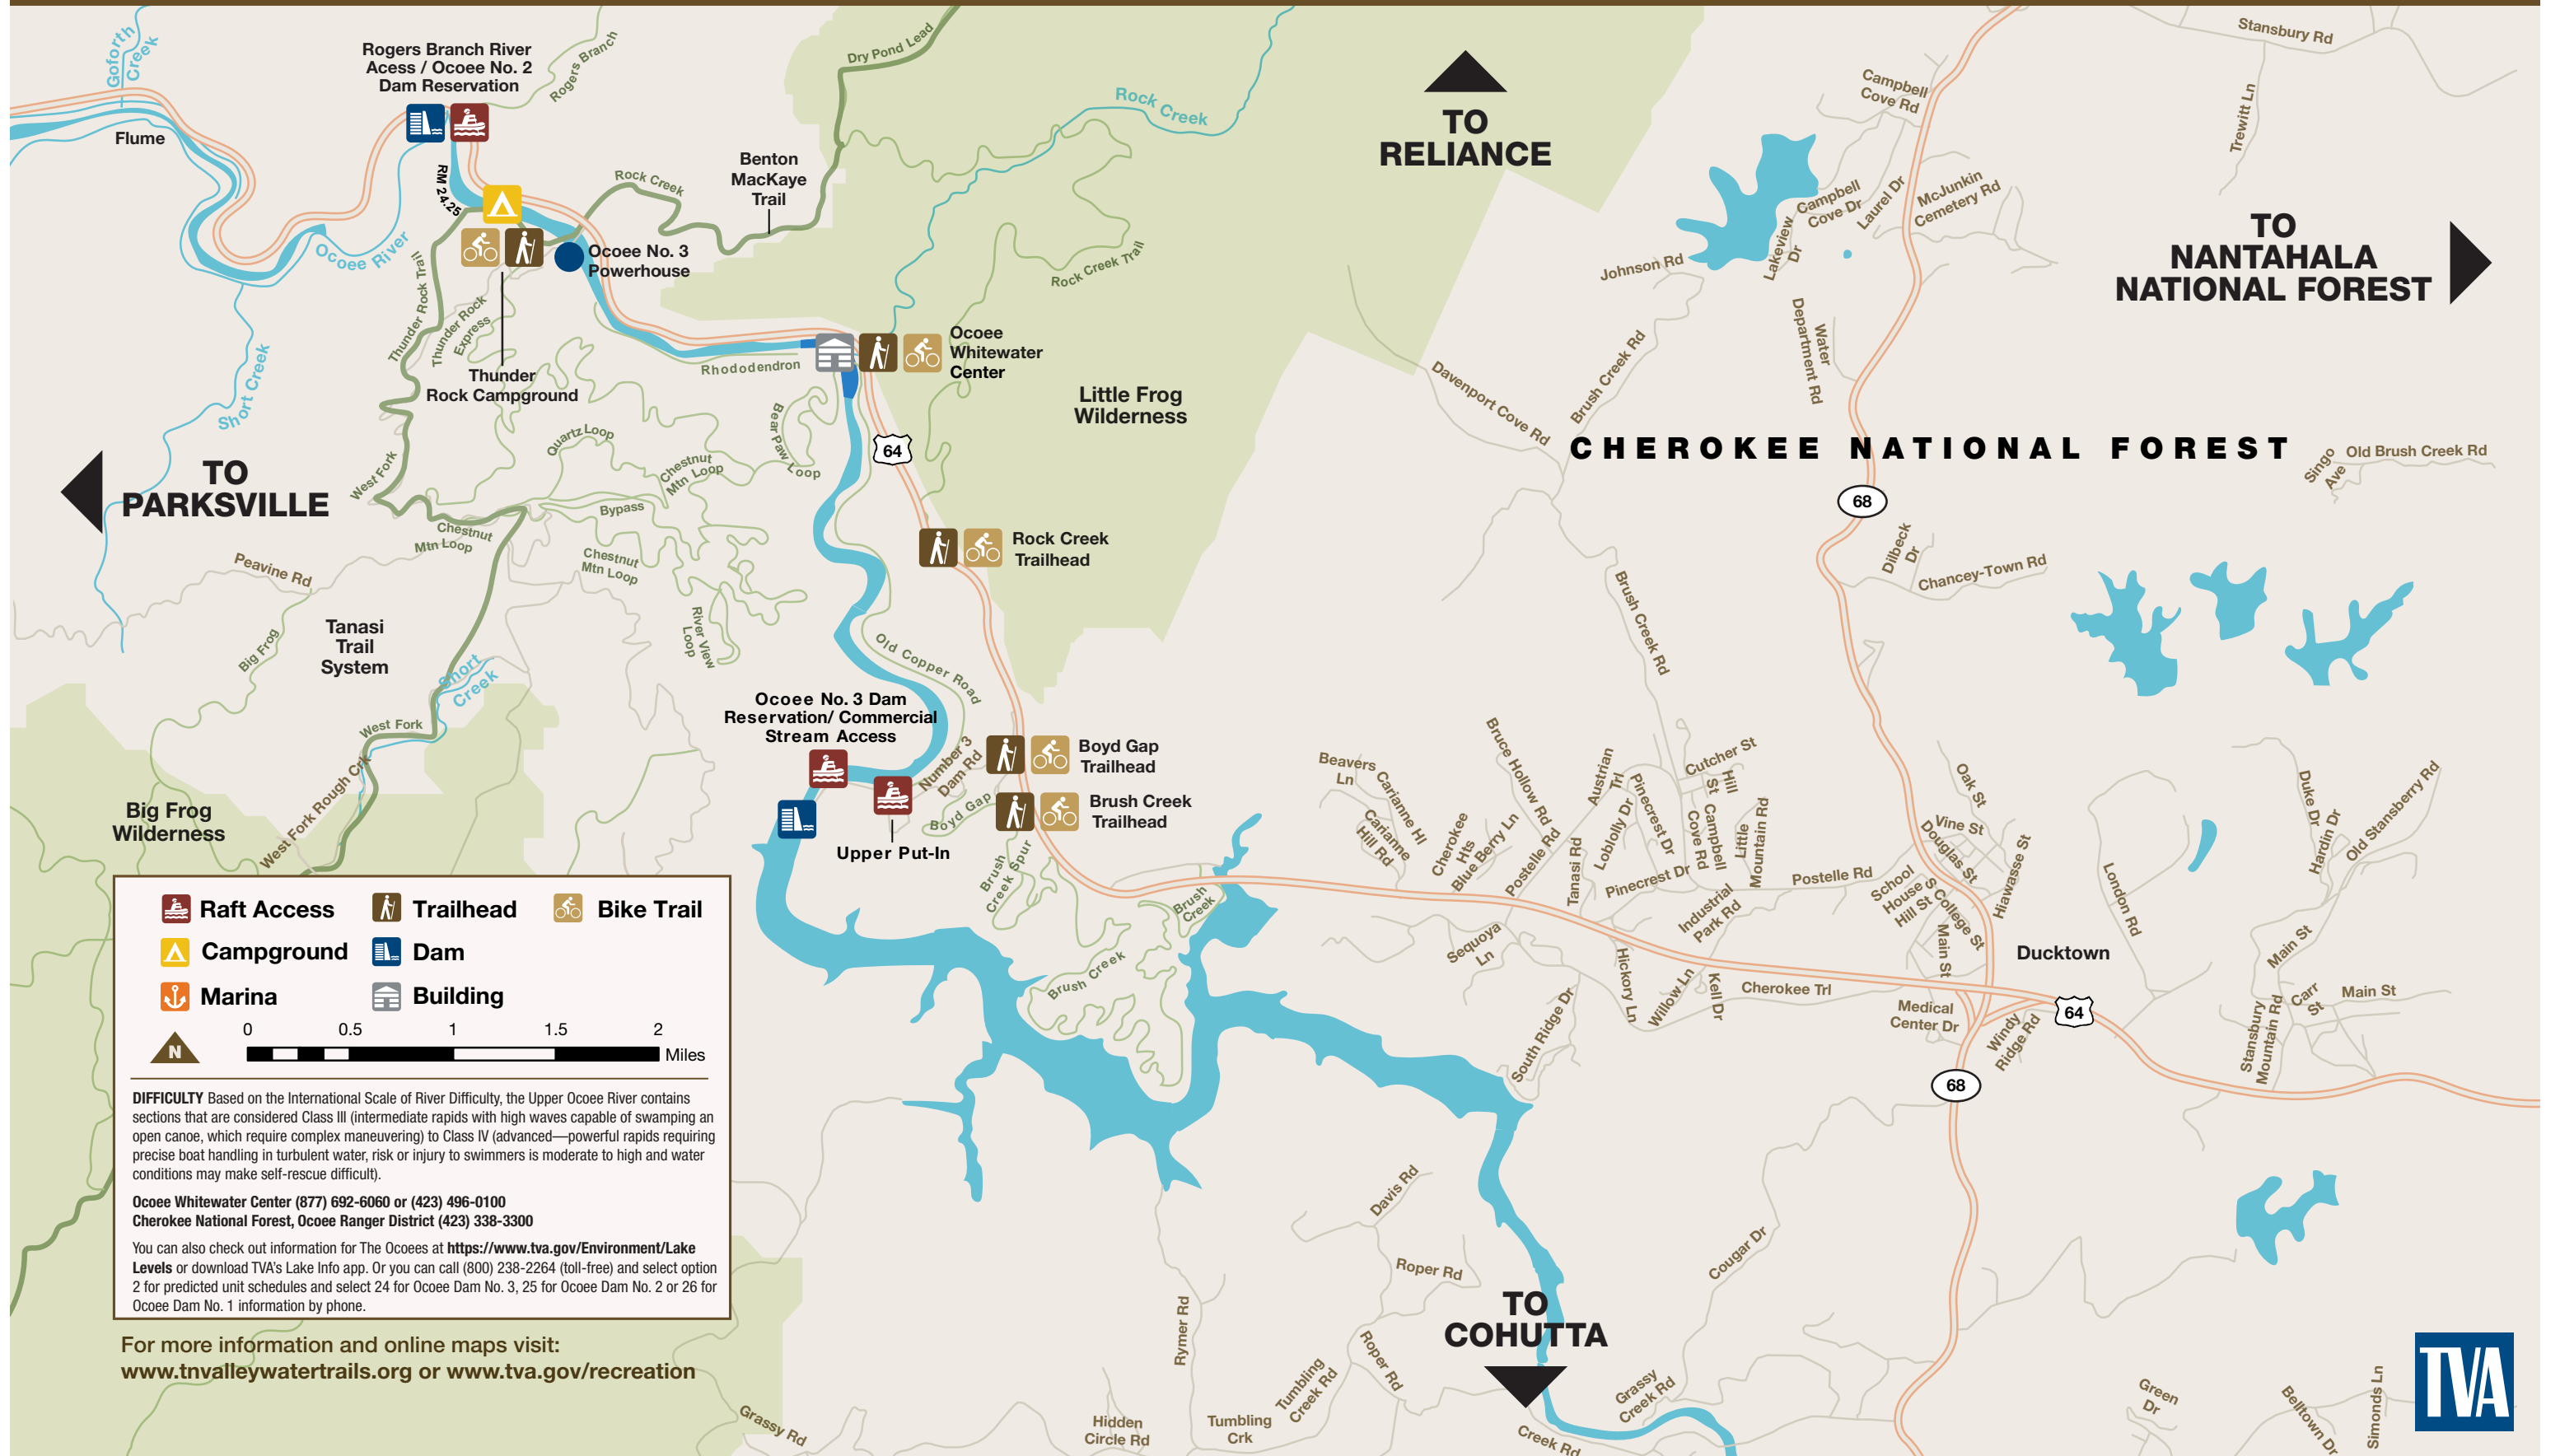 Goforth
Creek
Rogers Branch River
Acess / Ocoee No. 2
Dam Reservation
Rogers Branch
Dry Pond Lead
Rock Creek
TO
RELIANCE
Stansbury Rd
Campbell
Cove Rd
Trewitt Ln
Flume
RM 24.25
Rock Creek
Benton
MacKaye
Trail
Campbell
Cove Dr
Laurel Dr
McJunkin
Cemetery Rd
Lakeview
Dr
Johnson Rd
TO
NANTAHALA
NATIONAL FOREST
Ocoee River
Ocoee No. 3
Powerhouse
Rock Creek Trail
Thunder Rock Trail
Thunder Rock
Express
Water
Department Rd
Short Creek
Thunder
Rock Campground
Rhododendron
Ocoee
Whitewater
Center
Little Frog
Wilderness
Davenport Cove Rd
Brush Creek Rd
64
Bear Paw Loop
Quartz Loop
Chestnut
Mtn Loop
CHEROKEE NATIONAL FOREST
Singo
Ave
Old Brush Creek Rd
TO
PARKSVILLE
West Fork
Bypass
68
Chestnut
Mtn Loop
Chestnut
Mtn Loop
Rock Creek
Trailhead
Dilbeck
Dr
Chancey-Town Rd
Peavine Rd
Big Frog
Tanasi
Trail
System
River View
Loop
Brush Creek Rd
Short
Creek
Old Copper Road
West Fork
West Fork Rough Crk
Ocoee No. 3 Dam
Reservation/ Commercial
Stream Access
Number 3
Dam Rd
Boyd Gap
Trailhead
Boyd Gap
Brush Creek
Trailhead
Upper Put-In
Big Frog
Wilderness
Beavers
Ln
Carianne Hl
Carianne
Hill Rd
Bruce Hollow Rd
Cherokee
Hts
Blue Berry Ln
Postelle Rd
Austrian
Trl
Pinecrest Dr
Loblolly Dr
Tanasi Rd
Pinecrest Dr
Cutcher St
Hill
St
Campbell
Cove Rd
Little
Mountain Rd
Industrial
Park Rd
Postelle Rd
Oak St
Vine St
Douglas St
School
House
Hill St
S College St
Hiawasse St
Main St
London Rd
Duke Dr
Hardin Dr
Old Stansberry Rd
Brush
Creek Spur
Brush
Creek
Brush Creek
Sequoya
Ln
Hickory Ln
Willow Ln
Kell Dr
Cherokee Trl
South Ridge Dr
Ducktown
Medical
Center Dr
Windy
Ridge Rd
64
68
Main St
Carr
St
Main St
Stansbury
Mountain Rd
Raft Access
Trailhead
Bike Trail
Campground
Dam
Marina
Building
N
0 0.5 1 1.5 2
Miles
DIFFICULTY Based on the International Scale of River Difficulty, the Upper Ocoee River contains
sections that are considered Class III (intermediate rapids with high waves capable of swamping an
open canoe, which require complex maneuvering) to Class IV (advanced—powerful rapids requiring
precise boat handling in turbulent water, risk or injury to swimmers is moderate to high and water
conditions may make self-rescue difficult).
Ocoee Whitewater Center (877) 692-6060 or (423) 496-0100
Cherokee National Forest, Ocoee Ranger District (423) 338-3300
You can also check out information for The Ocoees at https://www.tva.gov/Environment/Lake
Levels or download TVA's Lake Info app. Or you can call (800) 238-2264 (toll-free) and select option
2 for predicted unit schedules and select 24 for Ocoee Dam No. 3, 25 for Ocoee Dam No. 2 or 26 for
Ocoee Dam No. 1 information by phone.
For more information and online maps visit:
www.tnvalleywatertrails.org or www.tva.gov/recreation
Davis Rd
Roper Rd
Rymer Rd
Roper Rd
Tumbling
Creek Rd
Tumbling
Crk
Hidden
Circle Rd
Grassy Rd
TO
COHUTTA
Cougar Dr
Grassy
Creek Rd
Creek Rd
Green
Dr
Belltown Dr
Simonds Ln
TVA